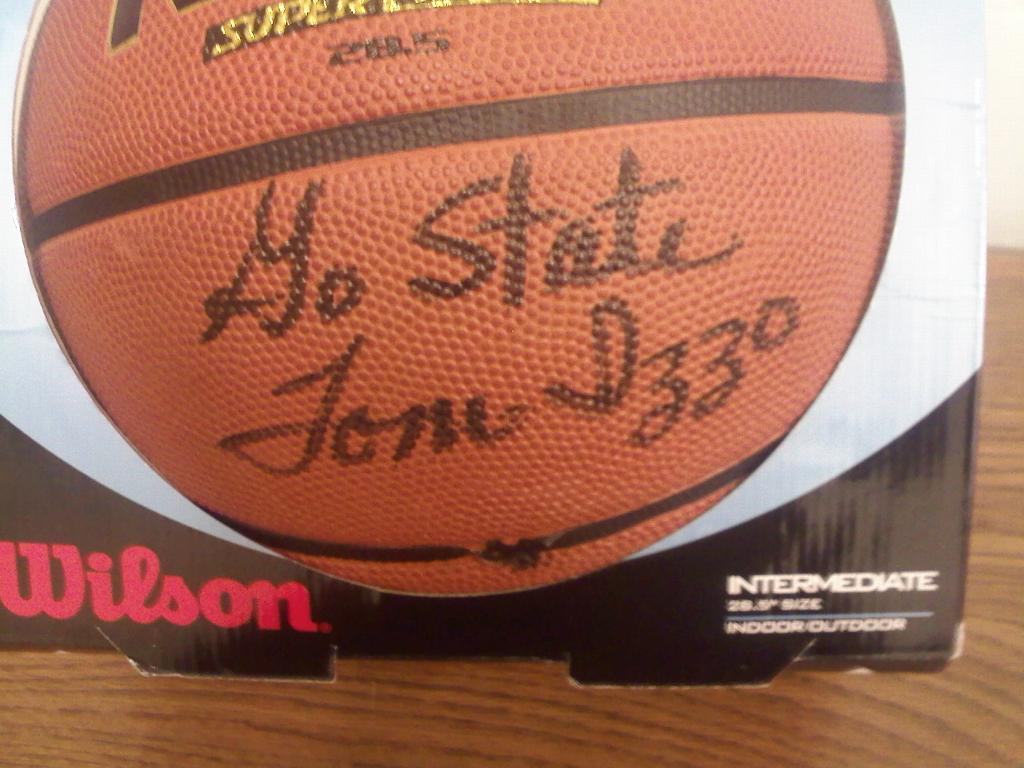 SUPER
28.5
Go State
Tom Izzo
Wilson
INTERMEDIATE
28.5" SIZE
INDOOR/OUTDOOR